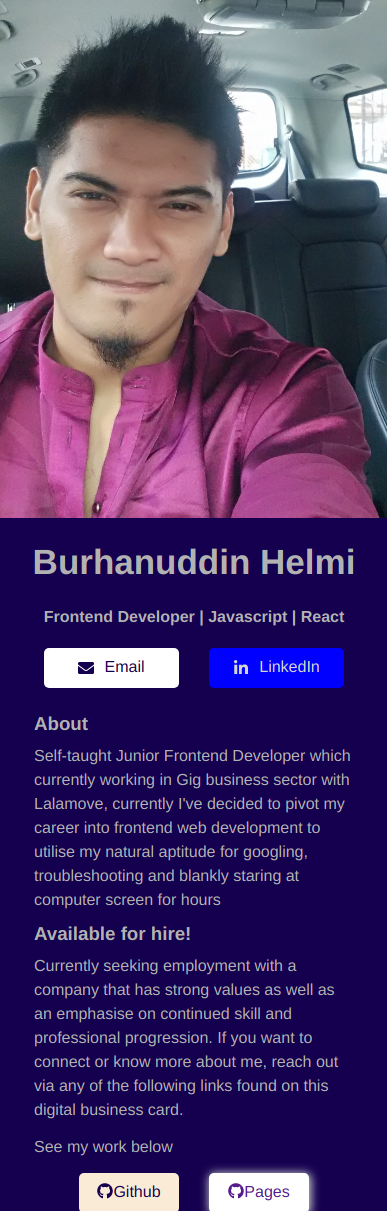 Burhanuddin Helmi
Frontend Developer | Javascript | React
Email
LinkedIn
About
Self-taught Junior Frontend Developer which
currently working in Gig business sector with
Lalamove, currently I've decided to pivot my
career into frontend web development to
utilise my natural aptitude for googling,
troubleshooting and blankly staring at
computer screen for hours
Available for hire!
Currently seeking employment with a
company that has strong values as well as
an emphasise on continued skill and
professional progression. If you want to
connect or know more about me, reach out
via any of the following links found on this
digital business card.
See my work below
Github
Pages